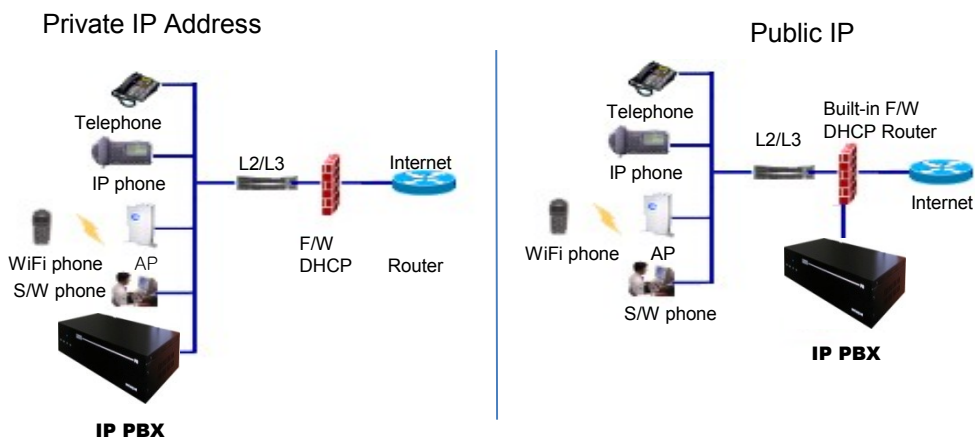 Private IP Address
Telephone
IP phone
WiFi phone
AP
S/W phone
IP PBX
L2/L3
F/W
DHCP
Router
Internet
Public IP
Telephone
IP phone
WiFi phone
AP
S/W phone
L2/L3
Built-in F/W
DHCP Router
Internet
IP PBX